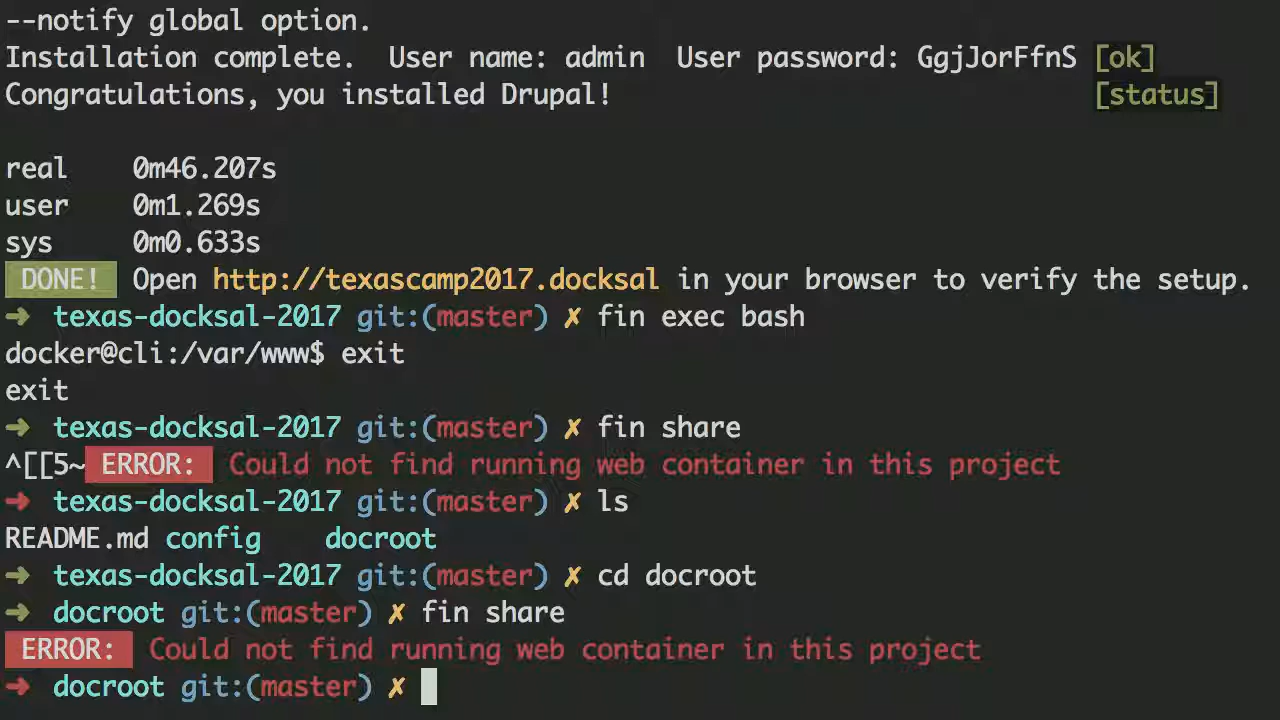 --notify global option.
Installation complete.  User name: admin  User password: GgjJorFfnS [ok]
Congratulations, you installed Drupal! [status]
real    0m46.207s
user    0m1.269s
sys     0m0.633s
DONE! Open http://texascamp2017.docksal in your browser to verify the setup.
➜  texas-docksal-2017 git:(master) ✗ fin exec bash
docker@cli:/var/www$ exit
exit
➜  texas-docksal-2017 git:(master) ✗ fin share
^[[5~ ERROR: Could not find running web container in this project
➜  texas-docksal-2017 git:(master) ✗ ls
README.md config    docroot
➜  texas-docksal-2017 git:(master) ✗ cd docroot
➜  docroot git:(master) ✗ fin share
ERROR: Could not find running web container in this project
➜  docroot git:(master) ✗